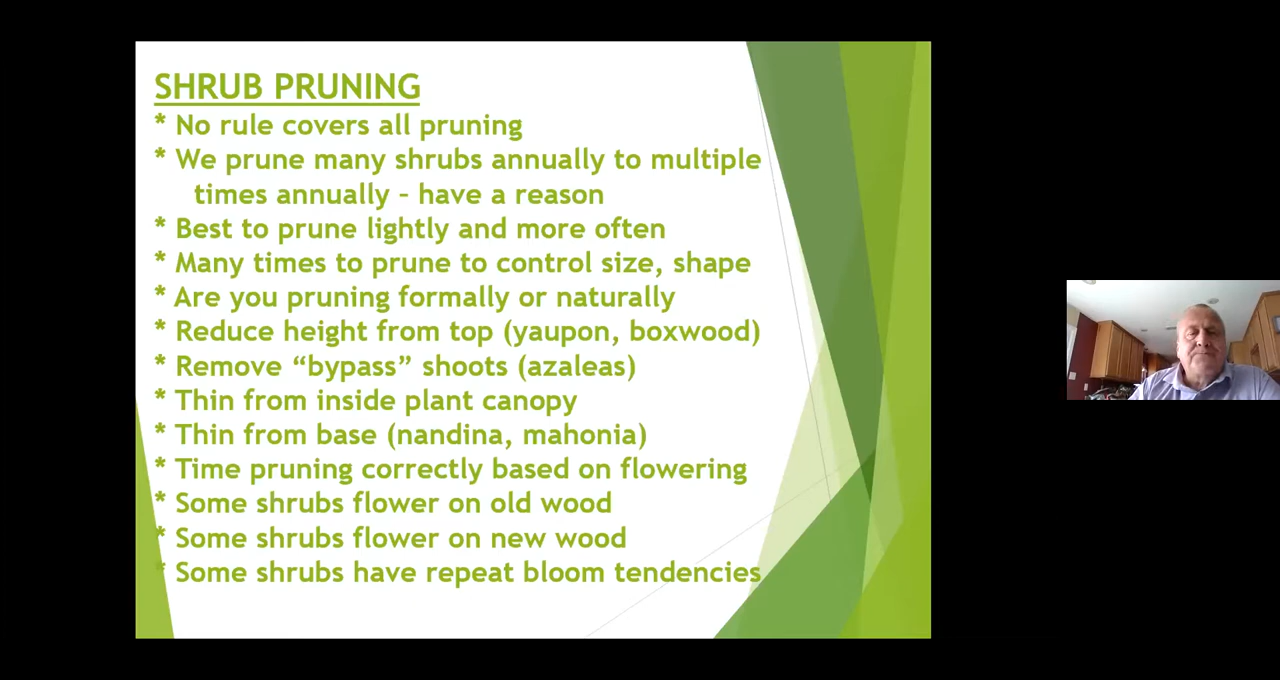 SHRUB PRUNING
* No rule covers all pruning
* We prune many shrubs annually to multiple
times annually – have a reason
* Best to prune lightly and more often
* Many times to prune to control size, shape
* Are you pruning formally or naturally
* Reduce height from top (yaupon, boxwood)
* Remove “bypass” shoots (azaleas)
* Thin from inside plant canopy
* Thin from base (nandina, mahonia)
* Time pruning correctly based on flowering
* Some shrubs flower on old wood
* Some shrubs flower on new wood
* Some shrubs have repeat bloom tendencies